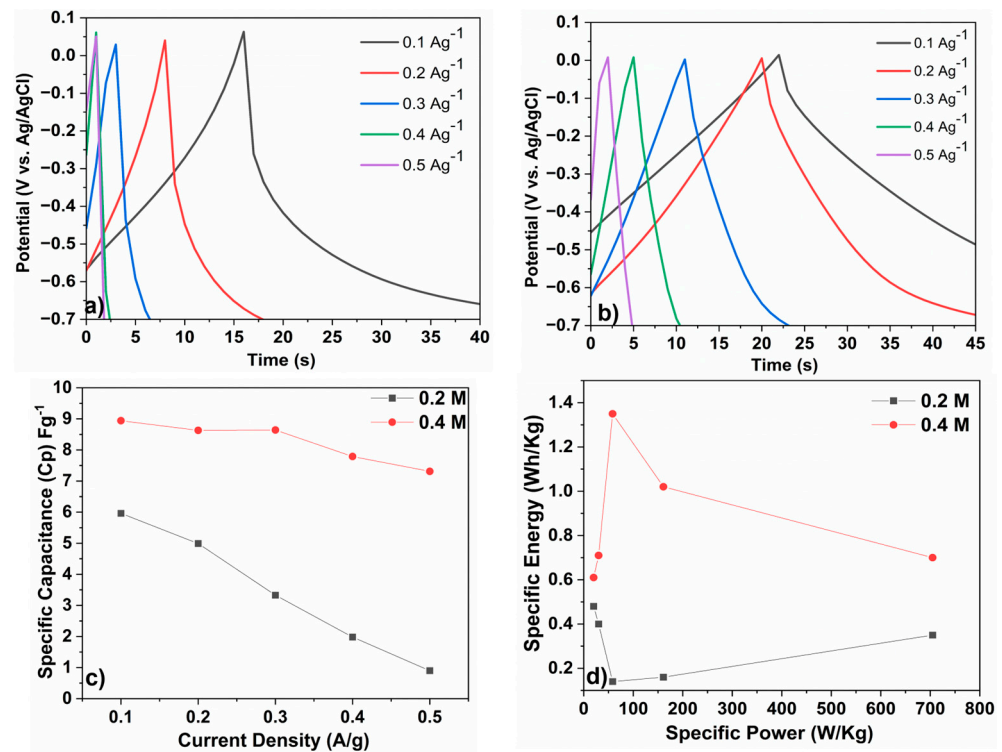 0.1
0.0
−0.1
−0.2
−0.3
−0.4
−0.5
−0.6
−0.7
Potential (V vs. Ag/AgCl)
0.1 Ag⁻¹
0.2 Ag⁻¹
0.3 Ag⁻¹
0.4 Ag⁻¹
0.5 Ag⁻¹
a)
0 5 10 15 20 25 30 35 40
Time (s)
0.1
0.0
−0.1
−0.2
−0.3
−0.4
−0.5
−0.6
−0.7
Potential (V vs. Ag/AgCl)
0.1 Ag⁻¹
0.2 Ag⁻¹
0.3 Ag⁻¹
0.4 Ag⁻¹
0.5 Ag⁻¹
b)
0 5 10 15 20 25 30 35 40 45
Time (s)
10
9
8
7
6
5
4
3
2
1
0
Specific Capacitance (Cp) Fg⁻¹
0.2 M
0.4 M
c)
0.1 0.2 0.3 0.4 0.5
Current Density (A/g)
1.4
1.2
1.0
0.8
0.6
0.4
0.2
Specific Energy (Wh/Kg)
0.2 M
0.4 M
d)
0 100 200 300 400 500 600 700 800
Specific Power (W/Kg)